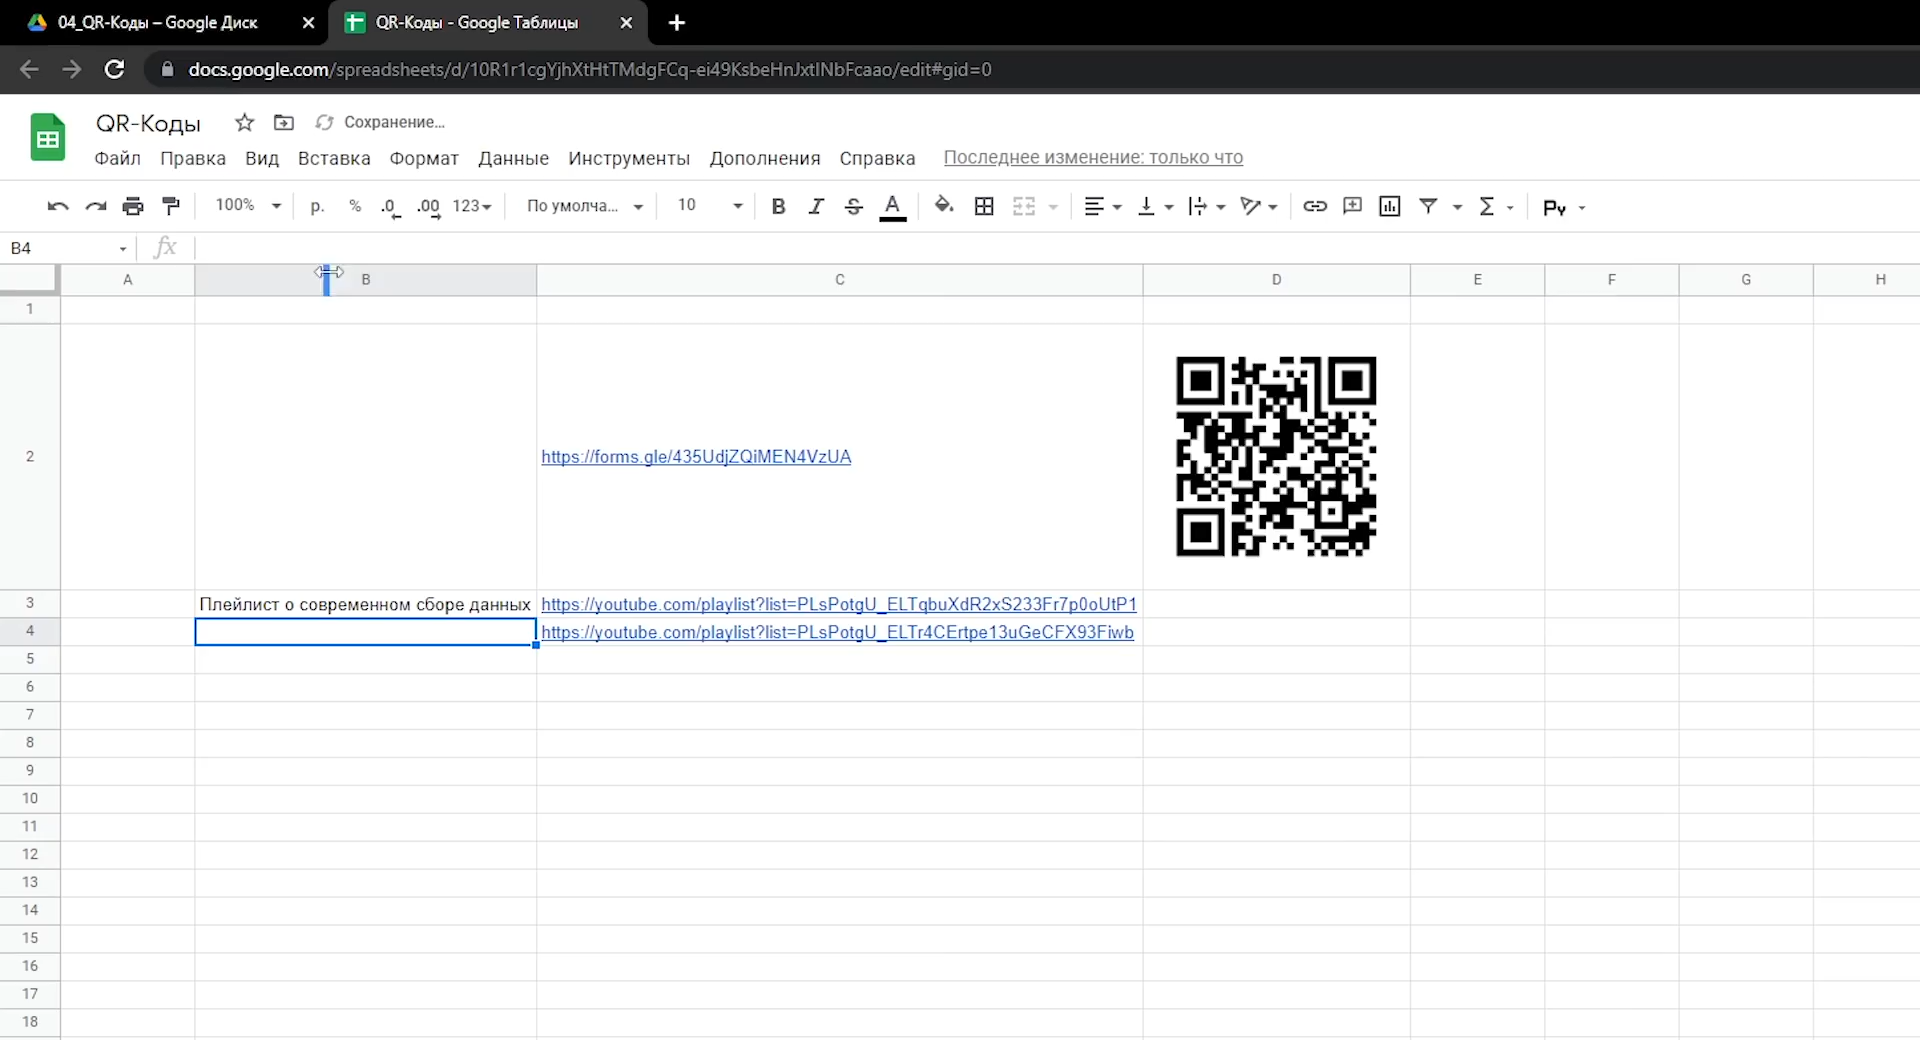 04_QR-Коды – Google Диск
QR-Коды - Google Таблицы
docs.google.com/spreadsheets/d/10R1r1cgYjhXtHtTMdgFCq-ei49KsbeHnJxtINbFcaao/edit#gid=0
QR-Коды
Сохранение…
Файл Правка Вид Вставка Формат Данные Инструменты Дополнения Справка Последнее изменение: только что
100% р. % .0 .00 123 По умолча... 10 B I S A Σ Ру
B4 fx
A B C D E F G H
1
2 https://forms.gle/435UdjZQiMEN4VzUA
3 Плейлист о современном сборе данных https://youtube.com/playlist?list=PLsPotgU_ELTqbuXdR2xS233Fr7p0oUtP1
4 https://youtube.com/playlist?list=PLsPotgU_ELTr4CErtpe13uGeCFX93Fiwb
5
6
7
8
9
10
11
12
13
14
15
16
17
18